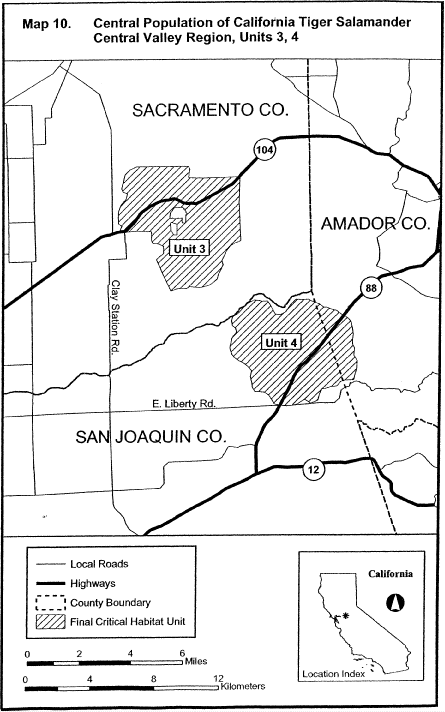 Map 10. Central Population of California Tiger Salamander
Central Valley Region, Units 3, 4
SACRAMENTO CO.
104
AMADOR CO.
Unit 3
88
Clay Station Rd.
Unit 4
E. Liberty Rd.
SAN JOAQUIN CO.
12
Local Roads
Highways
County Boundary
Final Critical Habitat Unit
0 2 4 6
Miles
0 4 8 12
Kilometers
California
Location Index